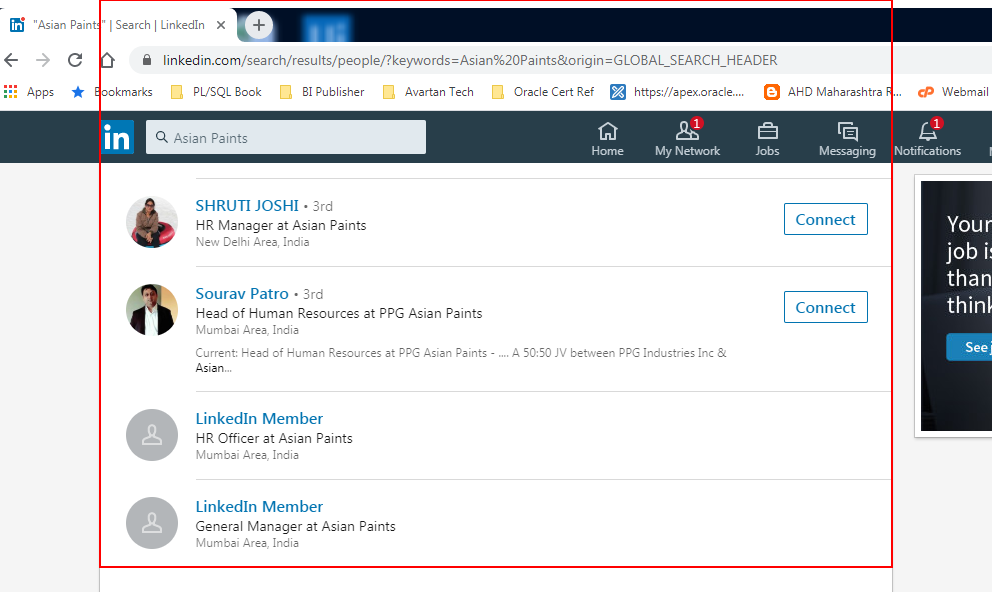 "Asian Paints" | Search | LinkedIn
linkedin.com/search/results/people/?keywords=Asian%20Paints&origin=GLOBAL_SEARCH_HEADER
Apps Bookmarks PL/SQL Book BI Publisher Avartan Tech Oracle Cert Ref https://apex.oracle.... AHD Maharashtra R... Webmail
in Asian Paints Home My Network 1 Jobs Messaging Notifications 1
SHRUTI JOSHI • 3rd
HR Manager at Asian Paints
New Delhi Area, India
Connect
Sourav Patro • 3rd
Head of Human Resources at PPG Asian Paints
Mumbai Area, India
Connect
Current: Head of Human Resources at PPG Asian Paints - .... A 50:50 JV between PPG Industries Inc &
Asian...
LinkedIn Member
HR Officer at Asian Paints
Mumbai Area, India
LinkedIn Member
General Manager at Asian Paints
Mumbai Area, India
Your
job is
than
think
See j